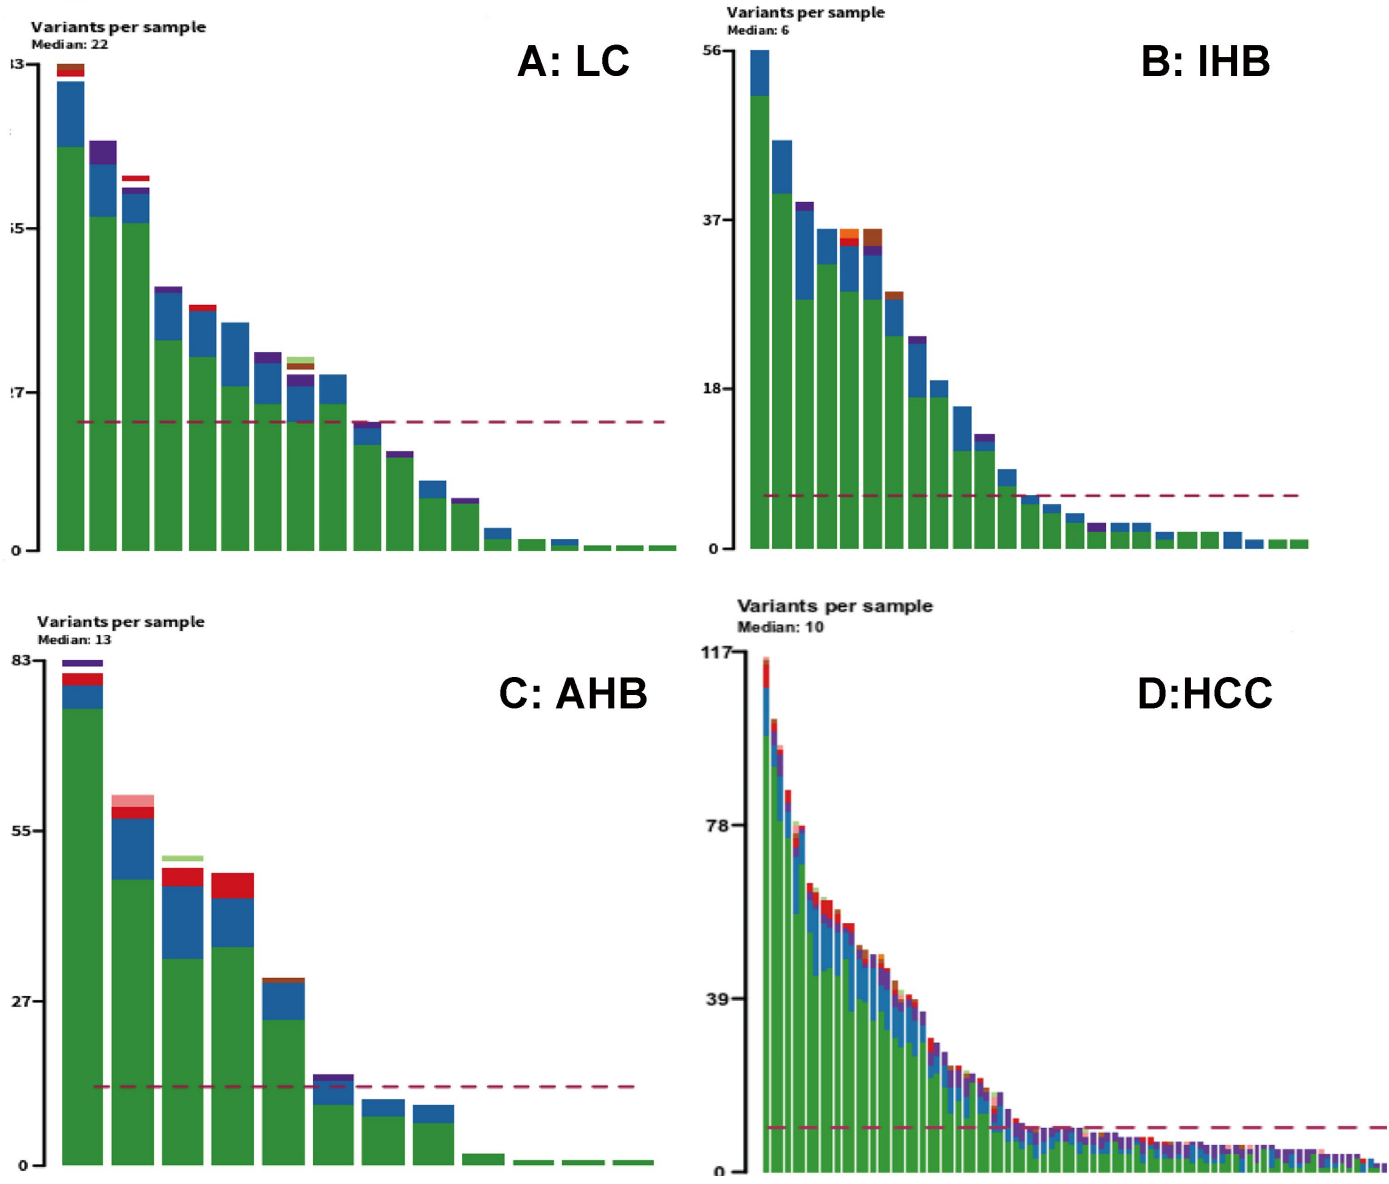 Variants per sample
Median: 22
A: LC
0
Variants per sample
Median: 6
B: IHB
56
37
18
0
Variants per sample
Median: 13
C: AHB
83
55
27
0
Variants per sample
Median: 10
D:HCC
117
78
39
0